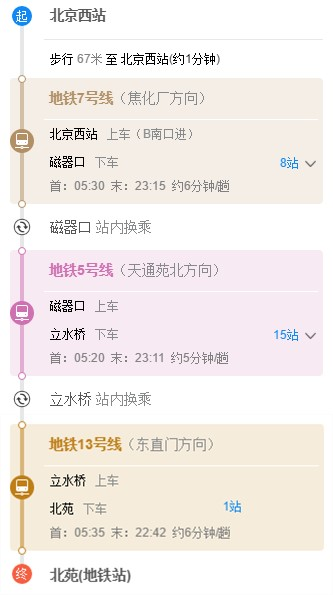 起 北京西站
步行 67米 至 北京西站(约1分钟)
地铁7号线（焦化厂方向）
北京西站 上车（B南口进）
磁器口 下车 8站
首：05:30 末：23:15 约6分钟/趟
磁器口 站内换乘
地铁5号线（天通苑北方向）
磁器口 上车
立水桥 下车 15站
首：05:20 末：23:11 约5分钟/趟
立水桥 站内换乘
地铁13号线（东直门方向）
立水桥 上车
北苑 下车 1站
首：05:35 末：22:42 约6分钟/趟
终 北苑(地铁站)